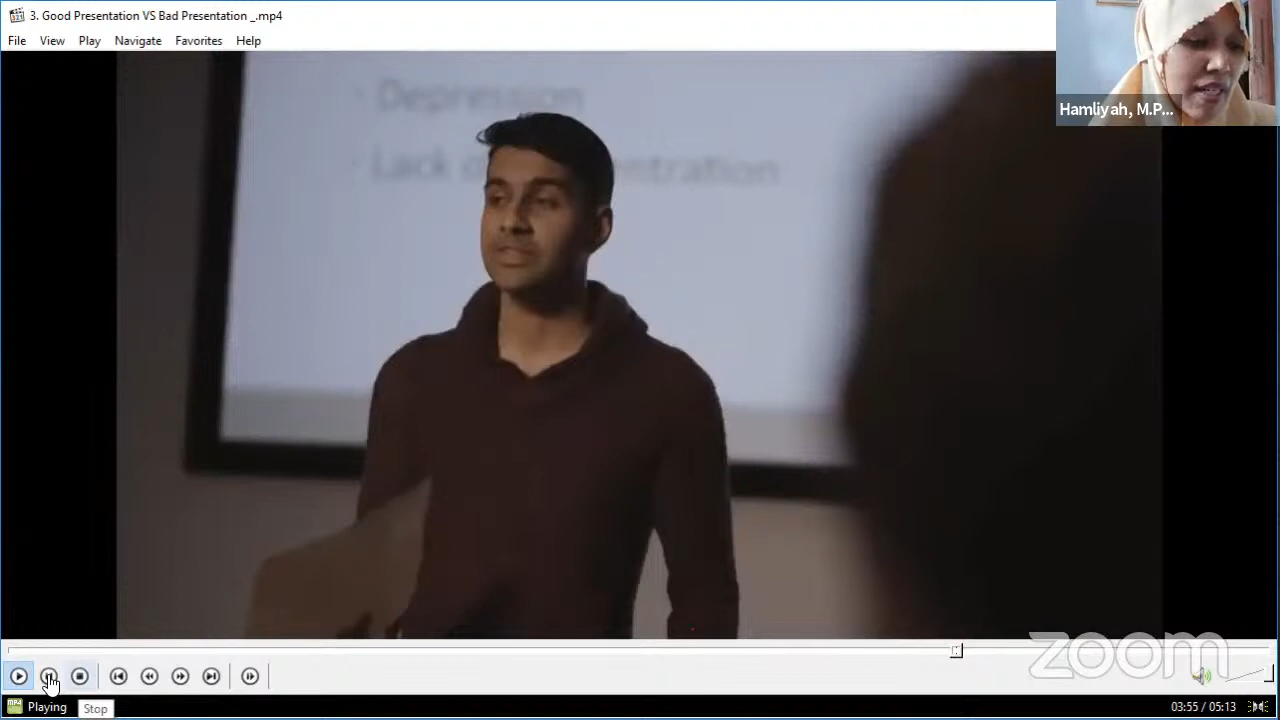 3. Good Presentation VS Bad Presentation _.mp4
File View Play Navigate Favorites Help
Hamliyah, M.P...
Depression
Lack
zoom
Playing
Stop
03:55 / 05:13